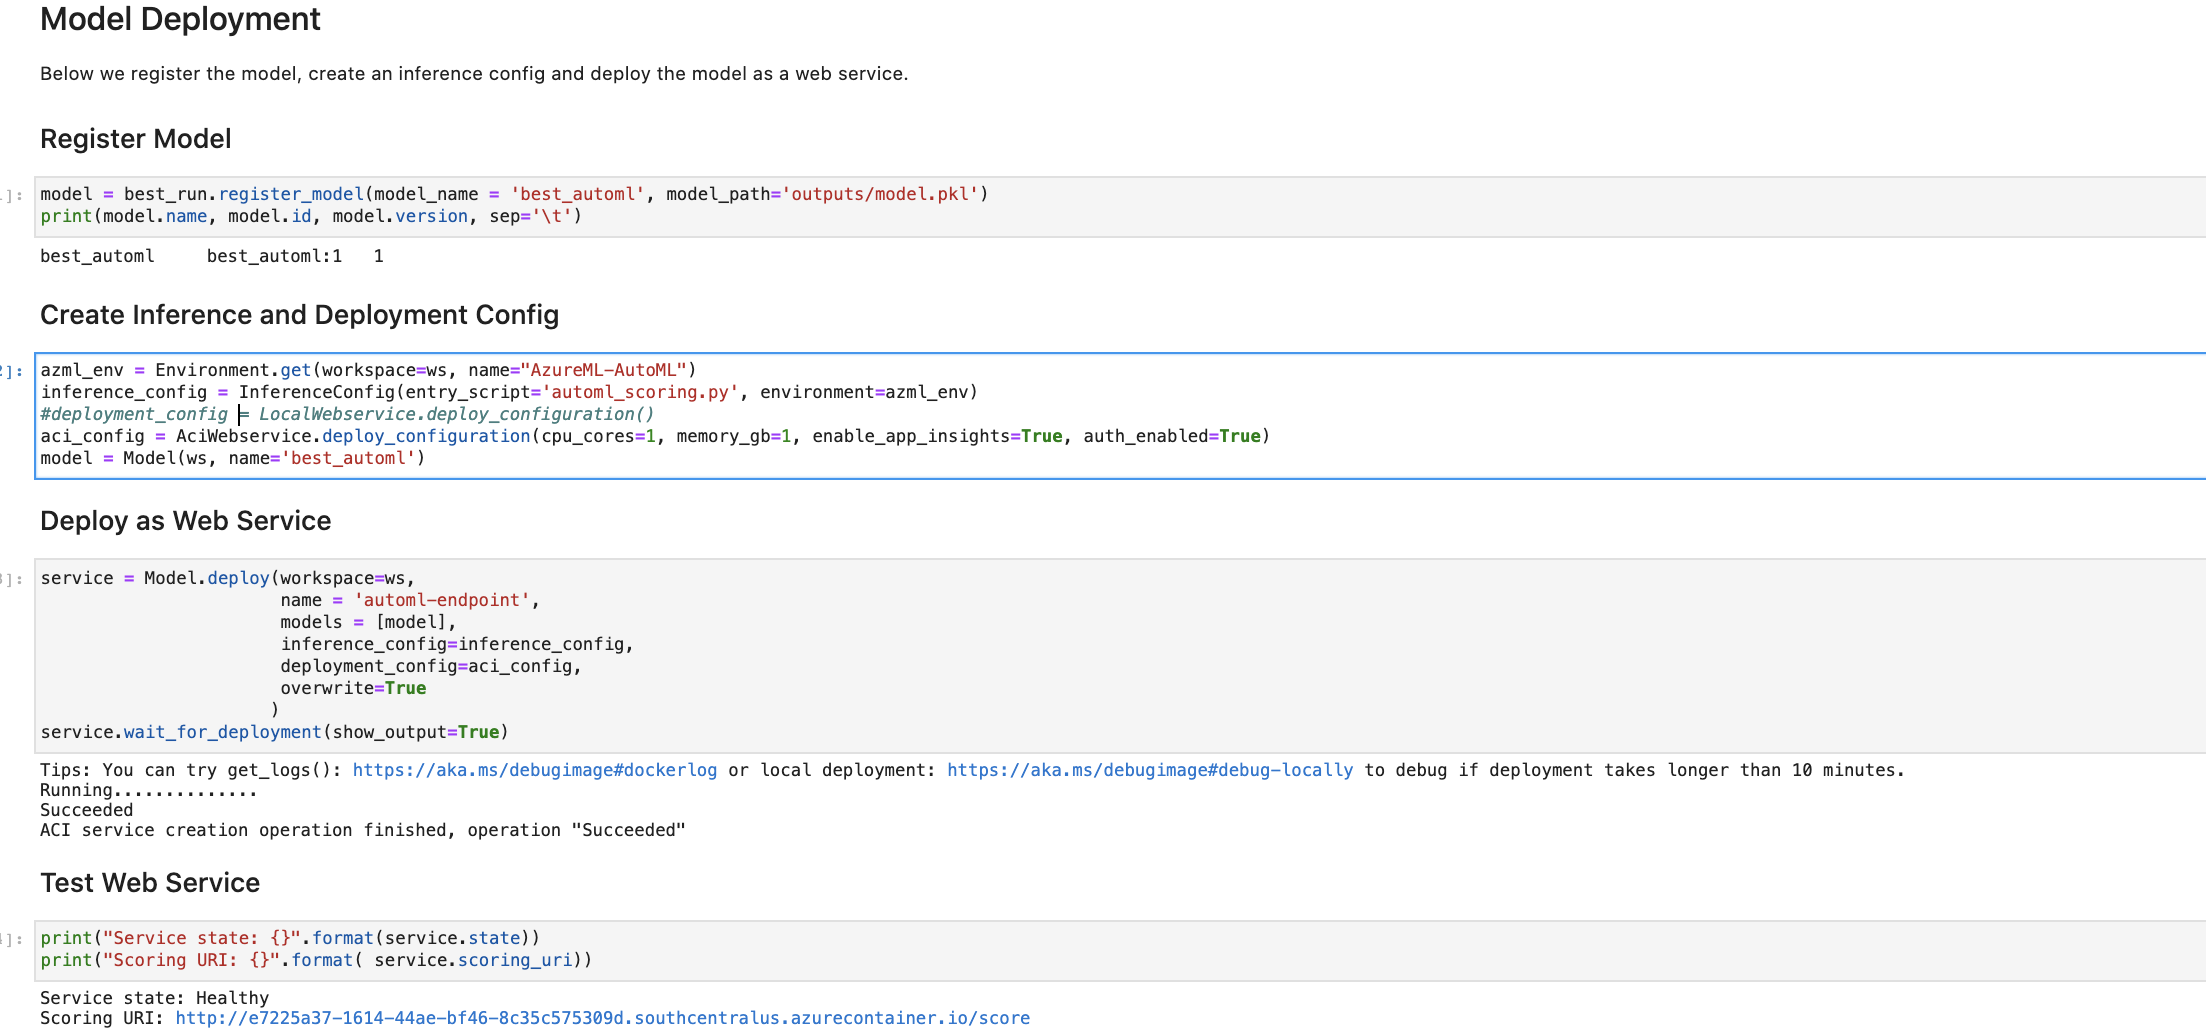 Model Deployment
Below we register the model, create an inference config and deploy the model as a web service.
Register Model
]:
model = best_run.register_model(model_name = 'best_automl', model_path='outputs/model.pkl')
print(model.name, model.id, model.version, sep='\t')
best_automl     best_automl:1   1
Create Inference and Deployment Config
2]:
azml_env = Environment.get(workspace=ws, name="AzureML-AutoML")
inference_config = InferenceConfig(entry_script='automl_scoring.py', environment=azml_env)
#deployment_config = LocalWebservice.deploy_configuration()
aci_config = AciWebservice.deploy_configuration(cpu_cores=1, memory_gb=1, enable_app_insights=True, auth_enabled=True)
model = Model(ws, name='best_automl')
Deploy as Web Service
3]:
service = Model.deploy(workspace=ws,
                       name = 'automl-endpoint',
                       models = [model],
                       inference_config=inference_config,
                       deployment_config=aci_config,
                       overwrite=True
                      )
service.wait_for_deployment(show_output=True)
Tips: You can try get_logs(): https://aka.ms/debugimage#dockerlog or local deployment: https://aka.ms/debugimage#debug-locally to debug if deployment takes longer than 10 minutes.
Running..............
Succeeded
ACI service creation operation finished, operation "Succeeded"
Test Web Service
]:
print("Service state: {}".format(service.state))
print("Scoring URI: {}".format( service.scoring_uri))
Service state: Healthy
Scoring URI: http://e7225a37-1614-44ae-bf46-8c35c575309d.southcentralus.azurecontainer.io/score